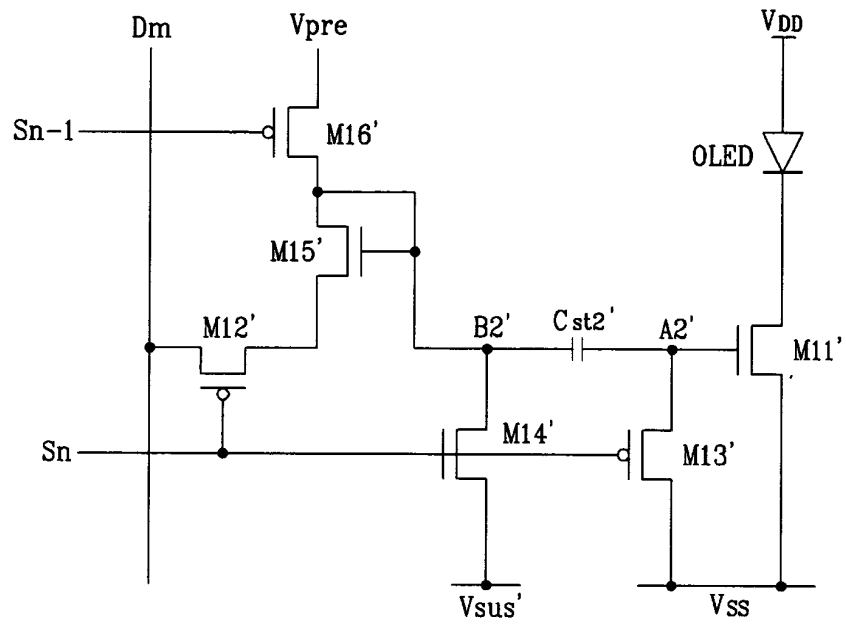 Dm
Vpre
VDD
Sn-1
M16'
OLED
M15'
M12'
B2'
Cst2'
A2'
M11'
Sn
M14'
M13'
Vsus'
VSS